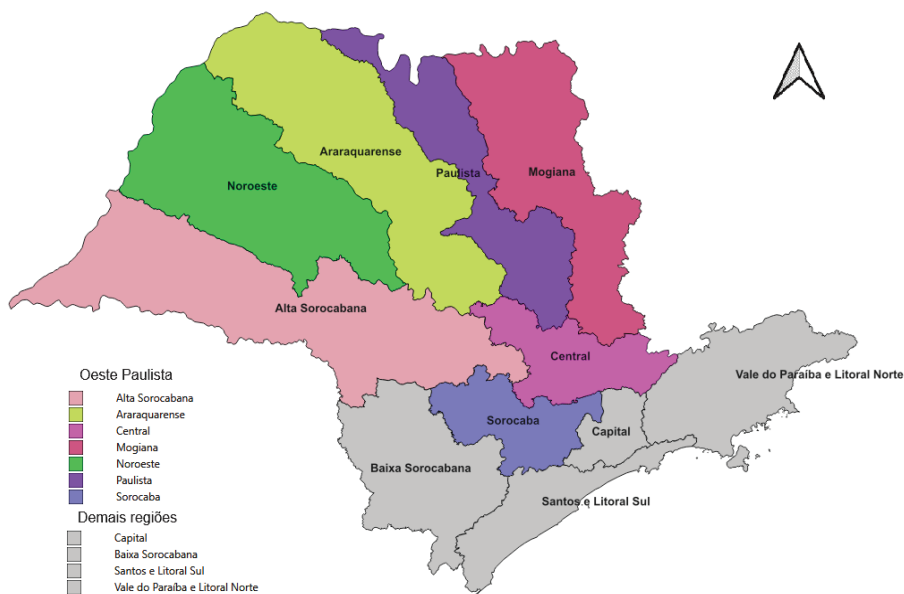 Araraquarense
Paulista
Mogiana
Noroeste
Alta Sorocabana
Central
Vale do Paraíba e Litoral Norte
Sorocaba
Capital
Baixa Sorocabana
Santos e Litoral Sul
Oeste Paulista
Alta Sorocabana
Araraquarense
Central
Mogiana
Noroeste
Paulista
Sorocaba
Demais regiões
Capital
Baixa Sorocabana
Santos e Litoral Sul
Vale do Paraíba e Litoral Norte